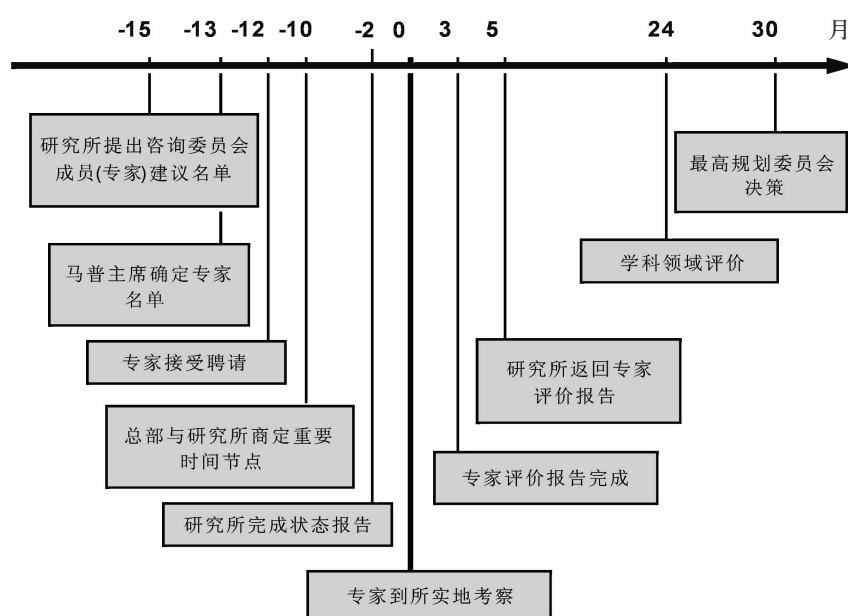 -15 -13 -12 -10 -2 0 3 5 24 30 月
研究所提出咨询委员会
成员(专家)建议名单
最高规划委员会
决策
马普主席确定专家
名单
学科领域评价
专家接受聘请
研究所返回专家
评价报告
总部与研究所商定重要
时间节点
专家评价报告完成
研究所完成状态报告
专家到所实地考察